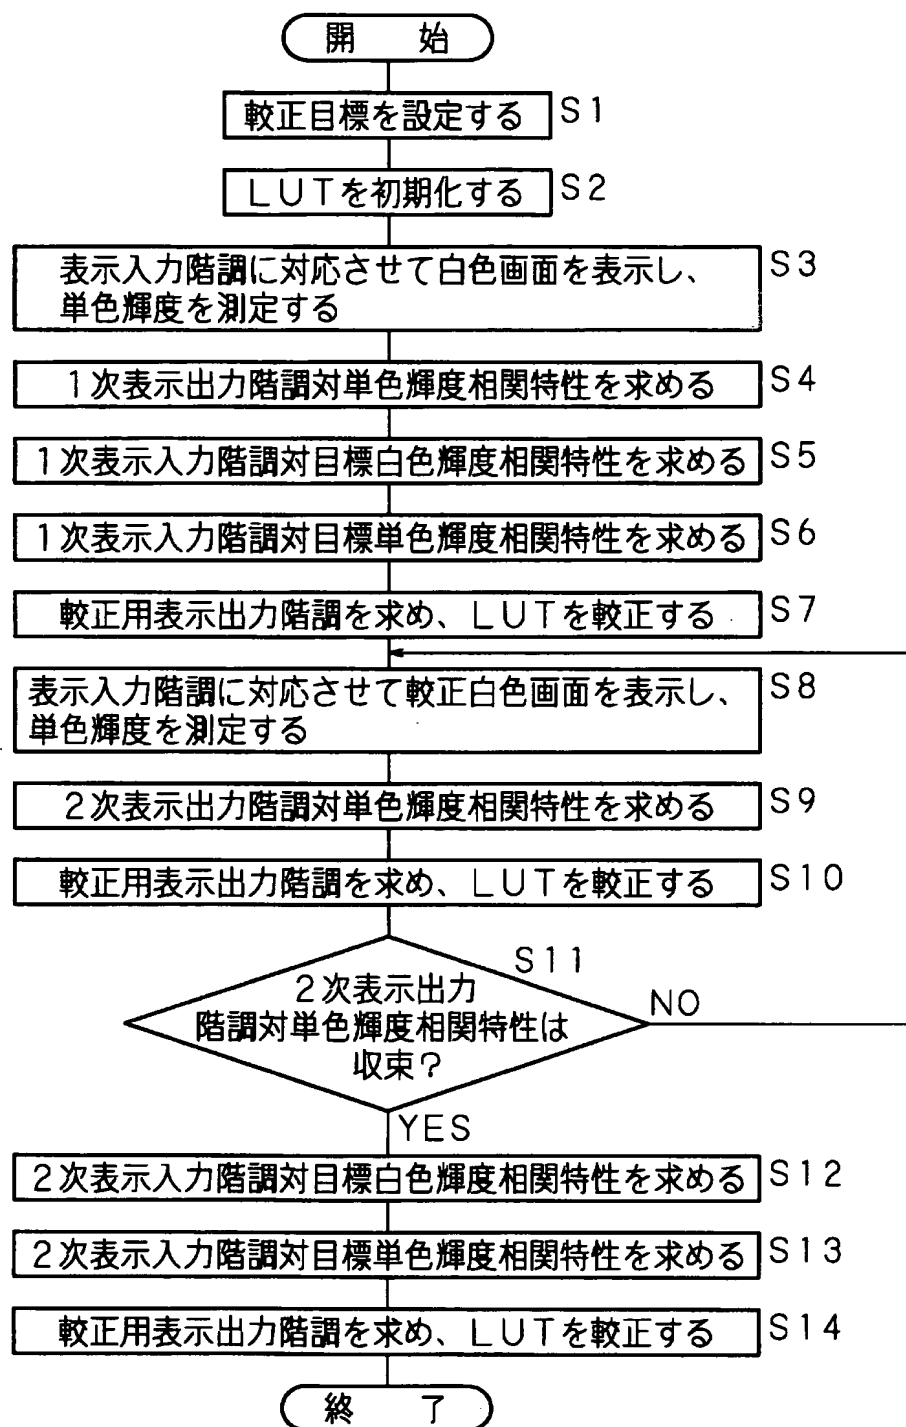 開　始
較正目標を設定する S1
LUTを初期化する S2
表示入力階調に対応させて白色画面を表示し、 S3
単色輝度を測定する
1次表示出力階調対単色輝度相関特性を求める S4
1次表示入力階調対目標白色輝度相関特性を求める S5
1次表示入力階調対目標単色輝度相関特性を求める S6
較正用表示出力階調を求め、LUTを較正する S7
表示入力階調に対応させて較正白色画面を表示し、 S8
単色輝度を測定する
2次表示出力階調対単色輝度相関特性を求める S9
較正用表示出力階調を求め、LUTを較正する S10
S11
2次表示出力
階調対単色輝度相関特性は
収束?
NO
YES
2次表示入力階調対目標白色輝度相関特性を求める S12
2次表示入力階調対目標単色輝度相関特性を求める S13
較正用表示出力階調を求め、LUTを較正する S14
終　了